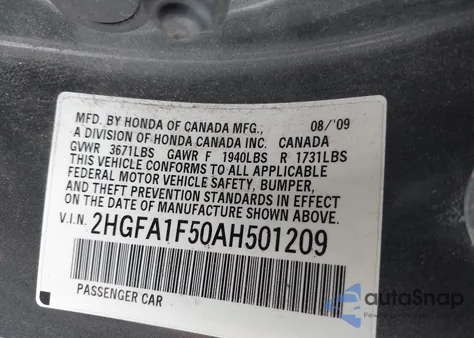 MFD. BY HONDA OF CANADA MFG., 08/'09
A DIVISION OF HONDA CANADA INC. CANADA
GVWR 3671LBS GAWR F 1940LBS R 1731LBS
THIS VEHICLE CONFORMS TO ALL APPLICABLE
FEDERAL MOTOR VEHICLE SAFETY, BUMPER,
AND THEFT PREVENTION STANDARDS IN EFFECT
ON THE DATE OF MANUFACTURE SHOWN ABOVE.
V.I.N. 2HGFA1F50AH501209
PASSENGER CAR
autoSnap